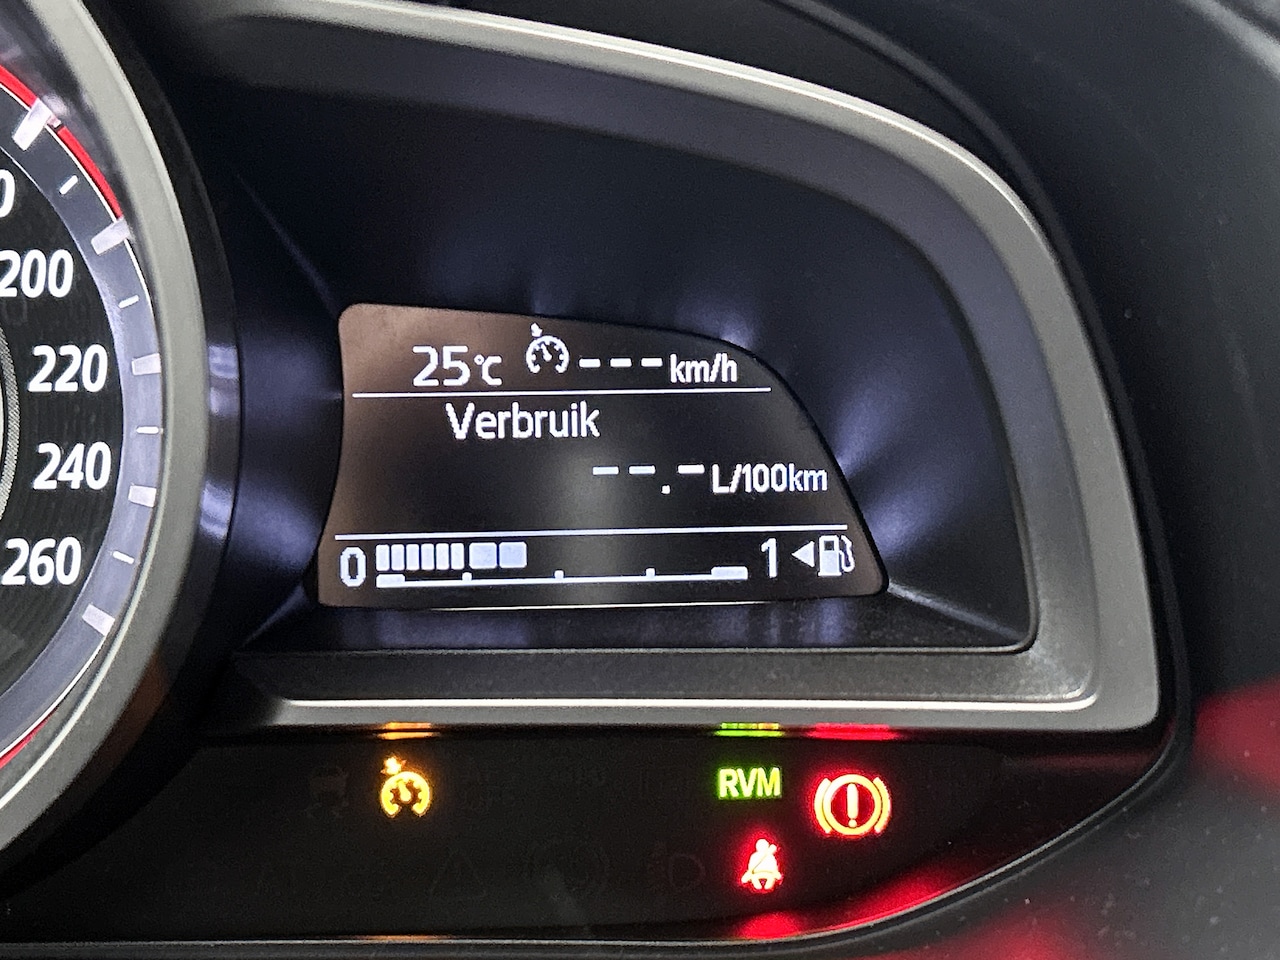 200
220
240
260
25°C --- km/h
Verbruik
--.- L/100km
0 1
RVM